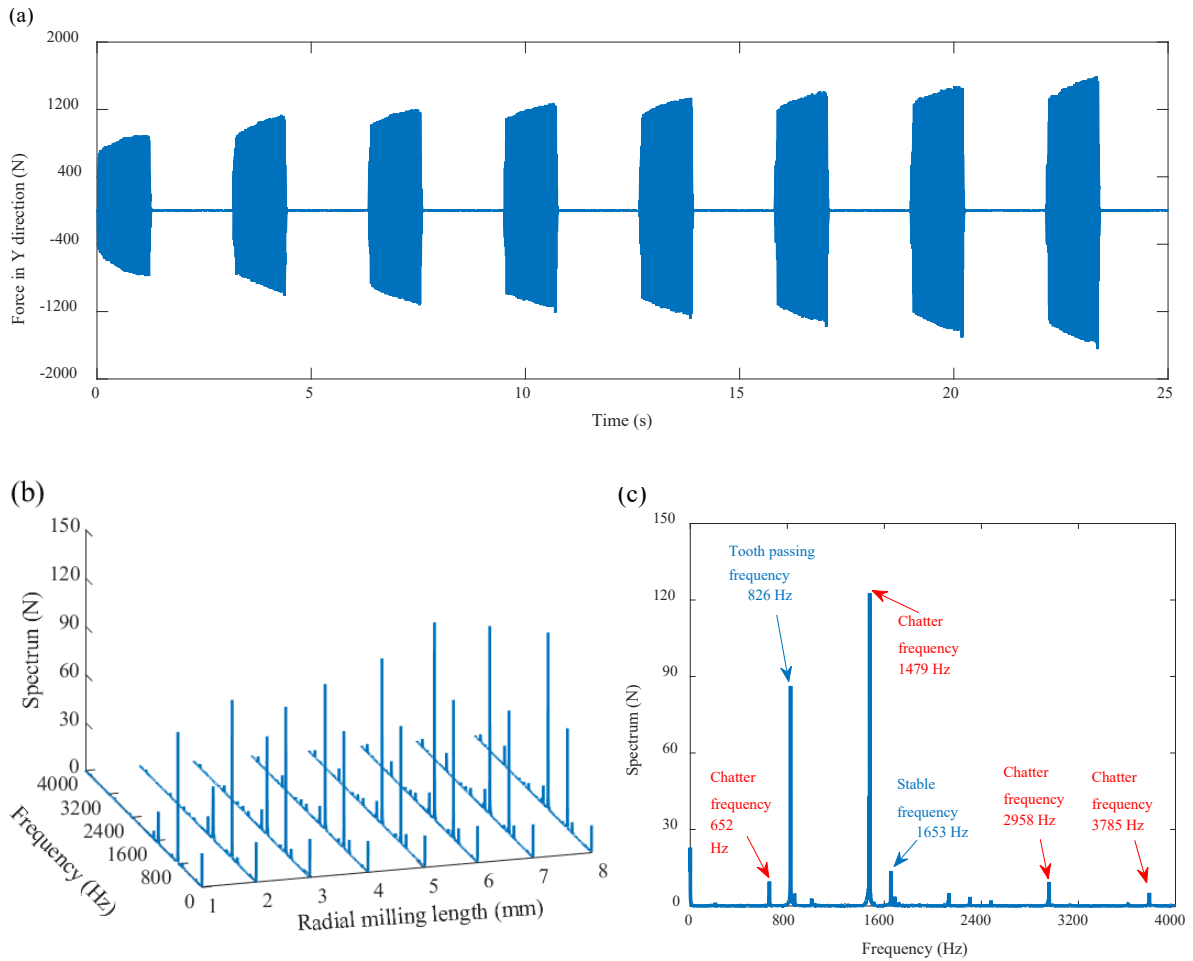 (a)
2000
1200
400
-400
-1200
-2000
Force in Y direction (N)
0 5 10 15 20 25
Time (s)
(b)
150
120
90
60
30
0
Spectrun (N)
4000
3200
2400
1600
800
0
Frequency (Hz)
1 2 3 4 5 6 7 8
Radial milling length (mm)
(c)
150
120
90
60
30
0
Spectrum (N)
Tooth passing
frequency
826 Hz
Chatter
frequency
1479 Hz
Chatter
frequency
652
Hz
Stable
frequency
1653 Hz
Chatter
frequency
2958 Hz
Chatter
frequency
3785 Hz
0 800 1600 2400 3200 4000
Frequency (Hz)